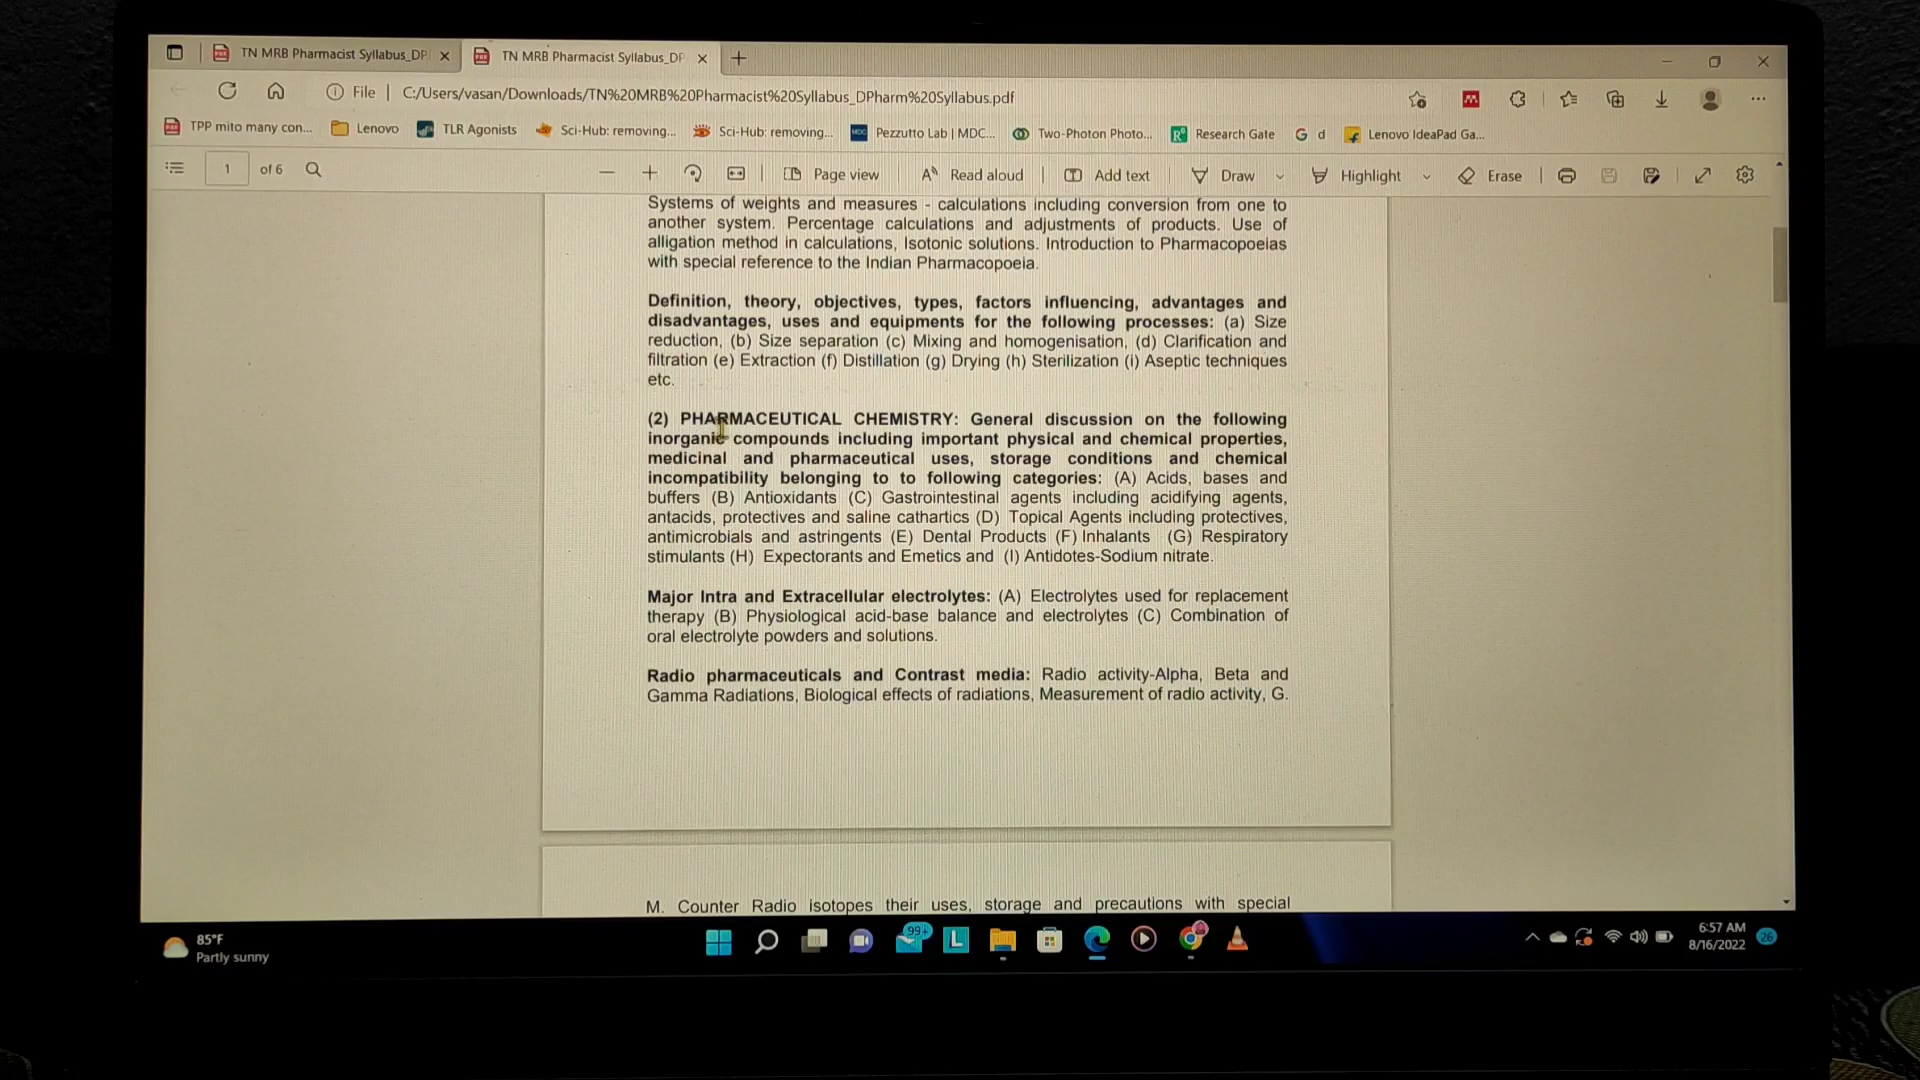 TN MRB Pharmacist Syllabus_DP
TN MRB Pharmacist Syllabus_DP
File
C:/Users/vasan/Downloads/TN%20MRB%20Pharmacist%20Syllabus_DPharm%20Syllabus.pdf
TPP mito many con...
Lenovo
TLR Agonists
Sci-Hub: removing...
Sci-Hub: removing...
Pezzutto Lab | MDC...
Two-Photon Photo...
Research Gate
G d
Lenovo IdeaPad Ga...
1 of 6
Page view
Read aloud
Add text
Draw
Highlight
Erase
Systems of weights and measures - calculations including conversion from one to
another system. Percentage calculations and adjustments of products. Use of
alligation method in calculations, Isotonic solutions. Introduction to Pharmacopoeias
with special reference to the Indian Pharmacopoeia.
Definition, theory, objectives, types, factors influencing, advantages and
disadvantages, uses and equipments for the following processes: (a) Size
reduction, (b) Size separation (c) Mixing and homogenisation, (d) Clarification and
filtration (e) Extraction (f) Distillation (g) Drying (h) Sterilization (i) Aseptic techniques
etc.
(2) PHARMACEUTICAL CHEMISTRY: General discussion on the following
inorganic compounds including important physical and chemical properties,
medicinal and pharmaceutical uses, storage conditions and chemical
incompatibility belonging to to following categories: (A) Acids, bases and
buffers (B) Antioxidants (C) Gastrointestinal agents including acidifying agents,
antacids, protectives and saline cathartics (D) Topical Agents including protectives,
antimicrobials and astringents (E) Dental Products (F) Inhalants (G) Respiratory
stimulants (H) Expectorants and Emetics and (I) Antidotes-Sodium nitrate.
Major Intra and Extracellular electrolytes: (A) Electrolytes used for replacement
therapy (B) Physiological acid-base balance and electrolytes (C) Combination of
oral electrolyte powders and solutions.
Radio pharmaceuticals and Contrast media: Radio activity-Alpha, Beta and
Gamma Radiations, Biological effects of radiations, Measurement of radio activity, G.
M. Counter Radio isotopes their uses, storage and precautions with special
85°F
Partly sunny
99+
L
6:57 AM
8/16/2022
26